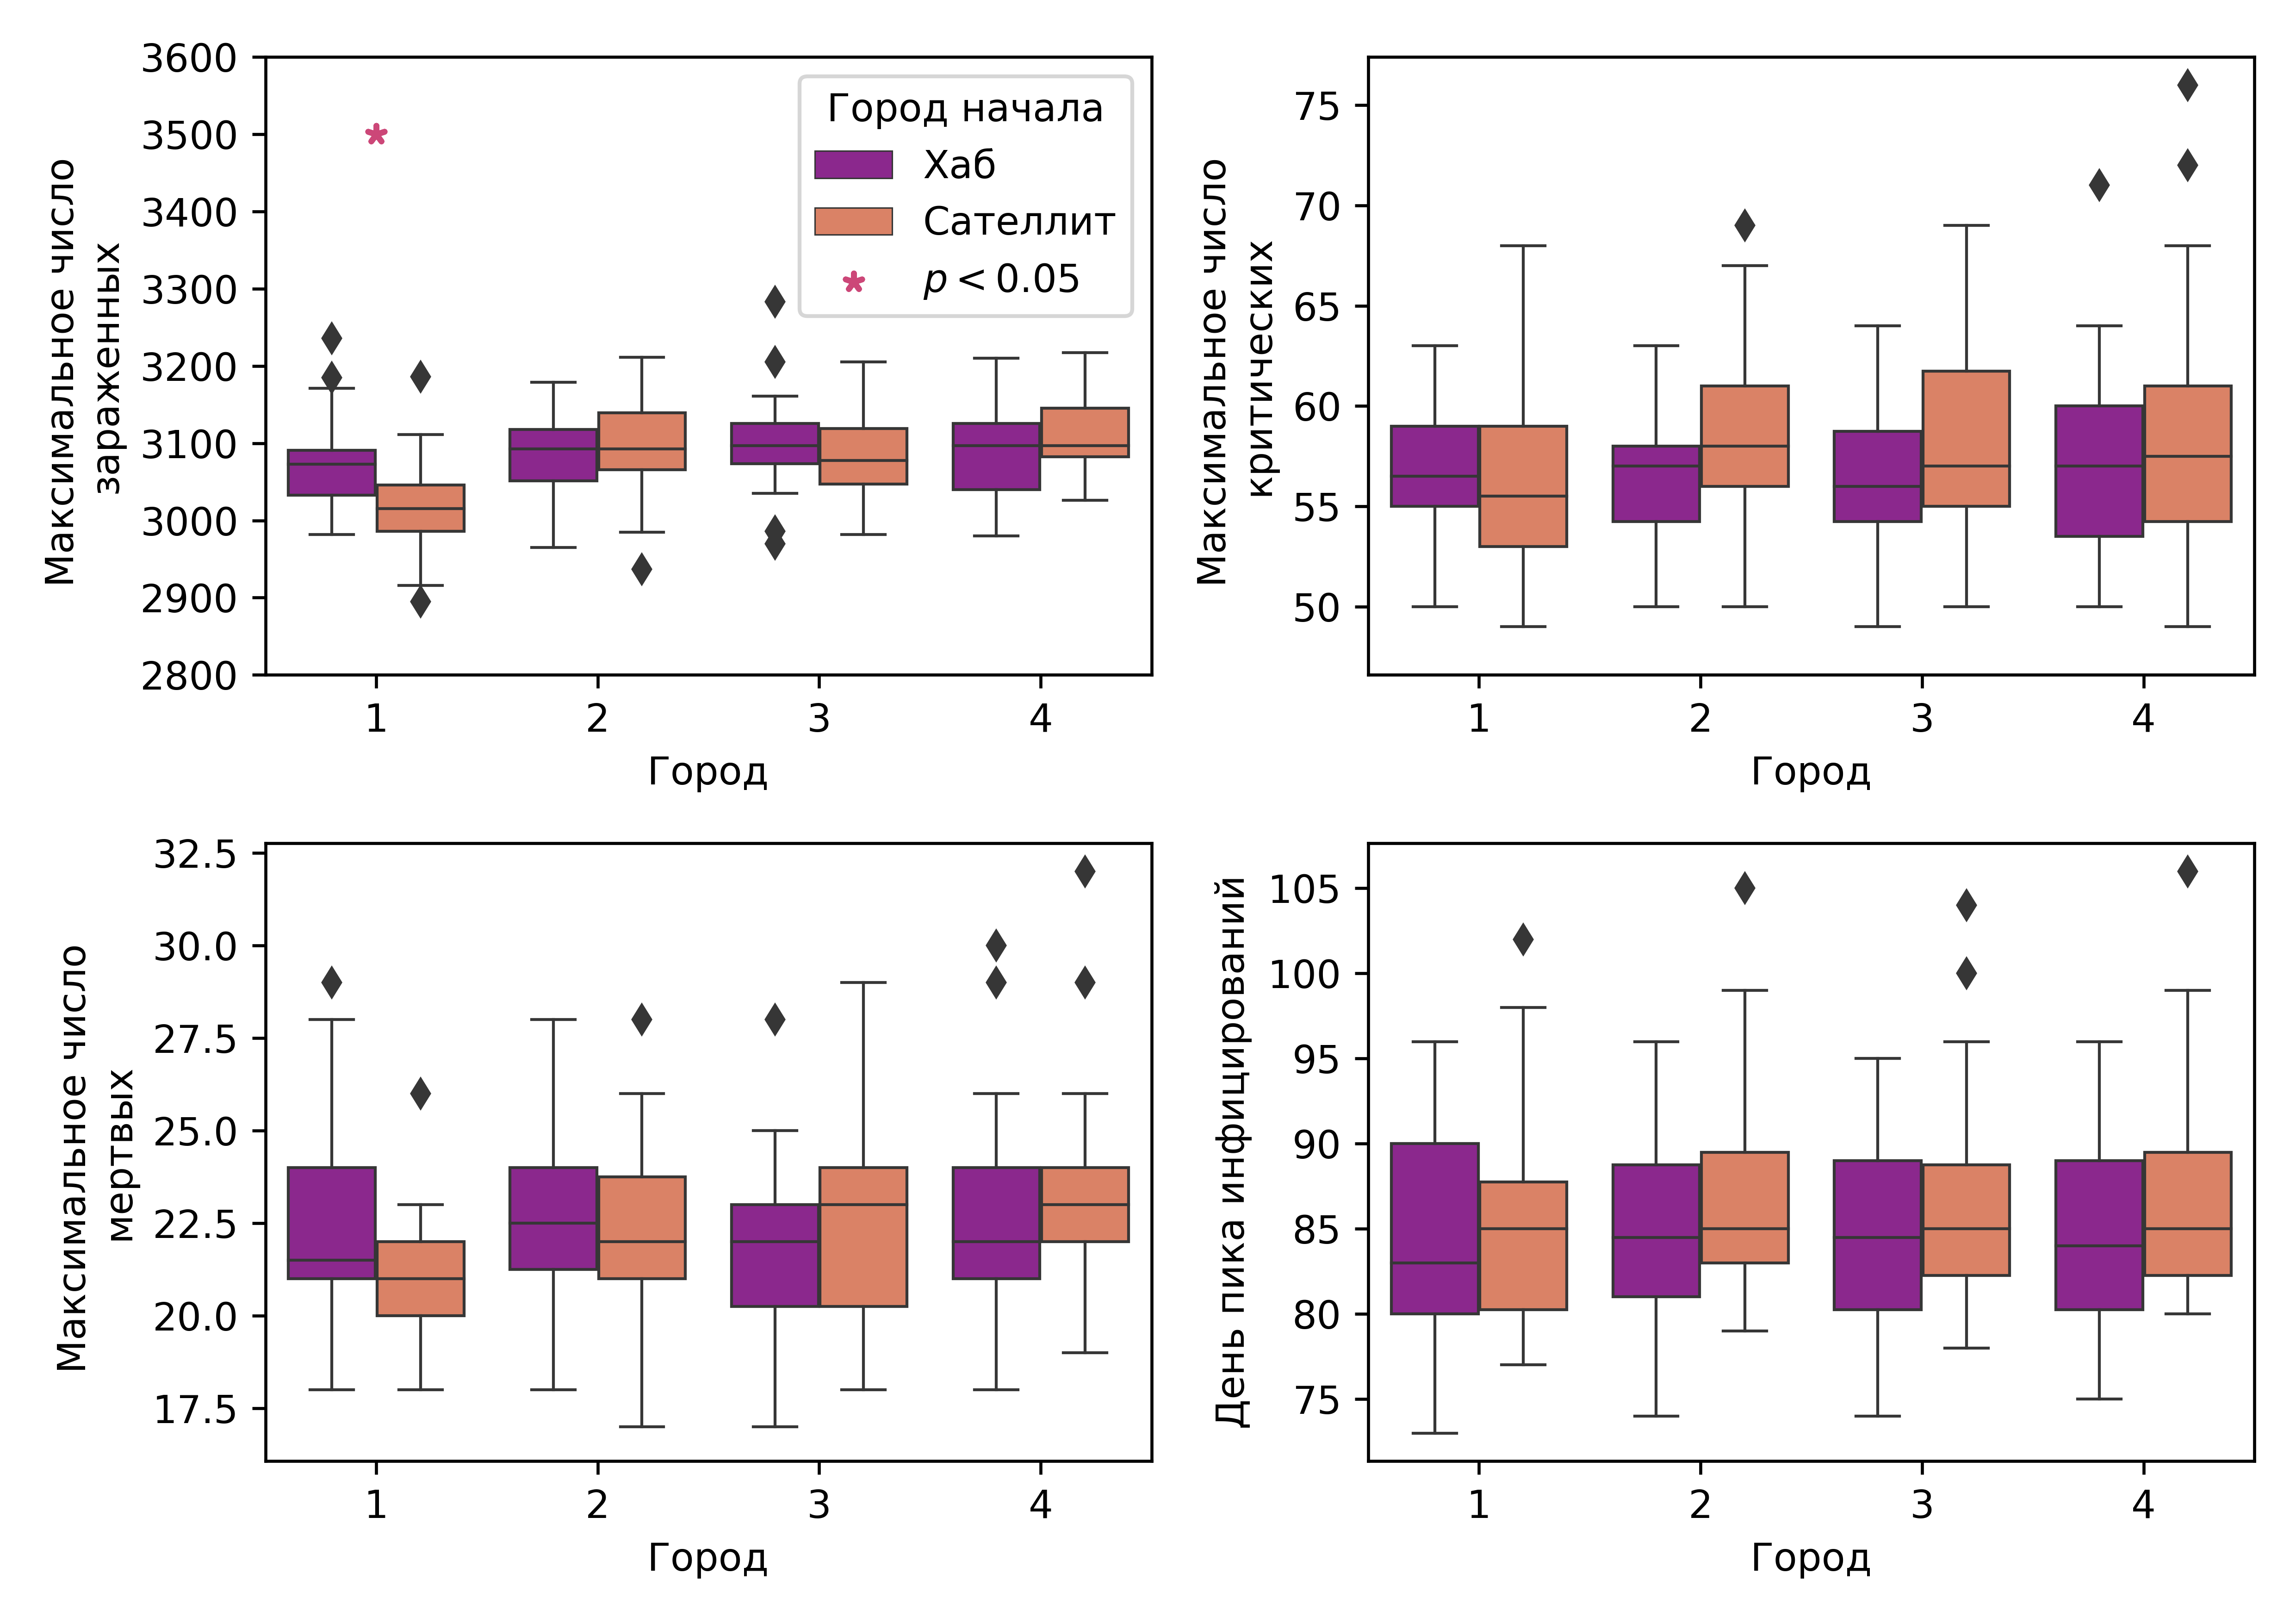 3600
3500
3400
3300
3200
3100
3000
2900
2800
Максимальное число
зараженных
1 2 3 4
Город
Город начала
Хаб
Сателлит
p < 0.05
75
70
65
60
55
50
Максимальное число
критических
1 2 3 4
Город
32.5
30.0
27.5
25.0
22.5
20.0
17.5
Максимальное число
мертвых
1 2 3 4
Город
105
100
95
90
85
80
75
День пика инфицирований
1 2 3 4
Город